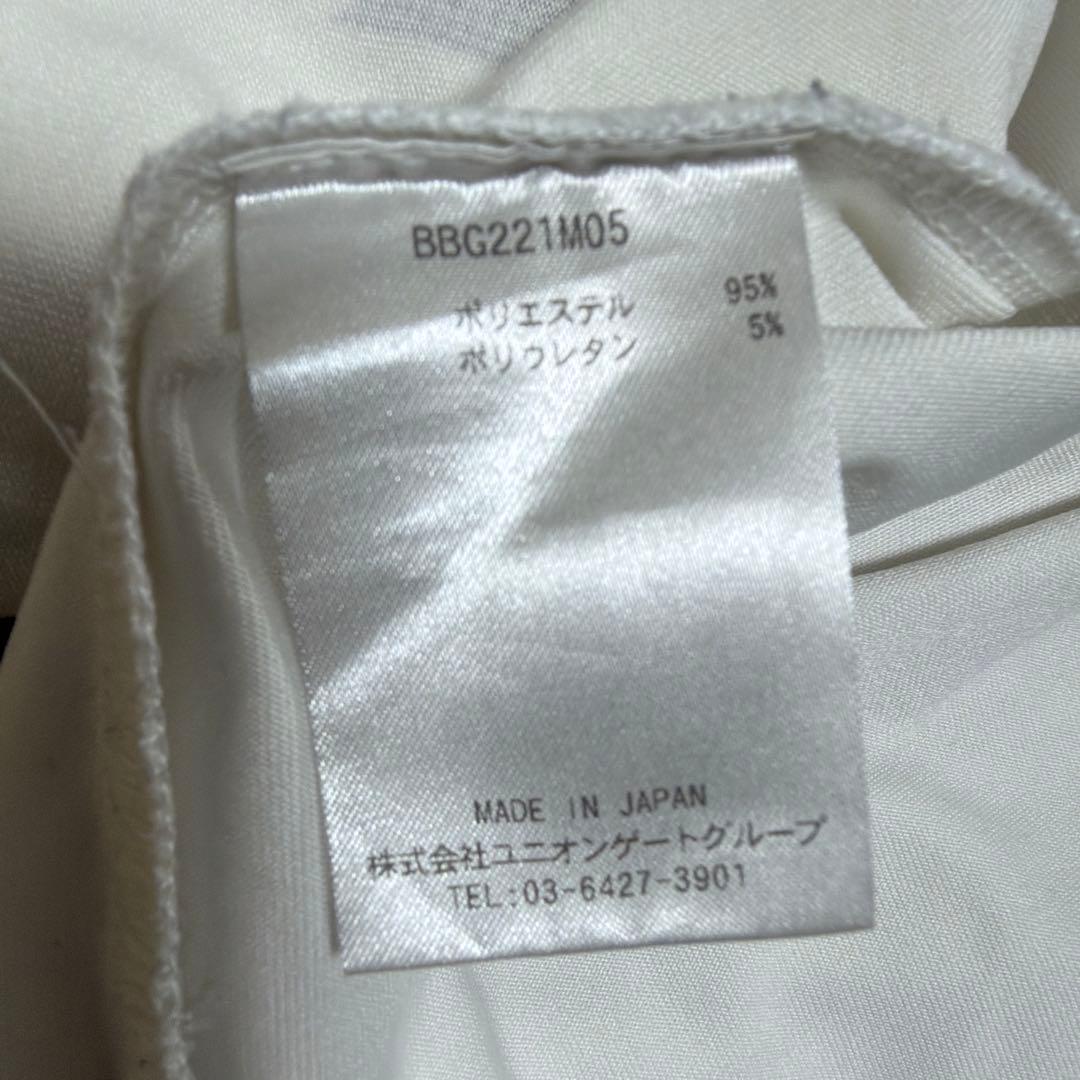 BBG221M05
ポリエステル 95%
ポリウレタン 5%
MADE IN JAPAN
株式会社ユニオンゲートグループ
TEL:03-6427-3901